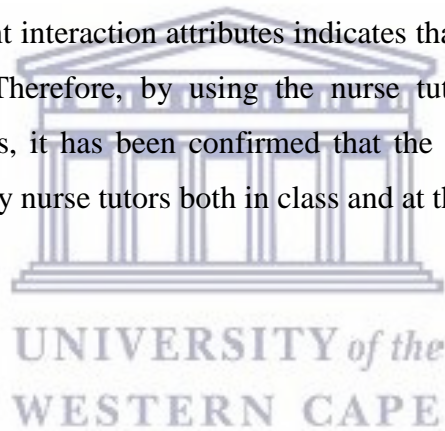 nt interaction attributes indicates tha
Therefore, by using the nurse tut
s, it has been confirmed that the
y nurse tutors both in class and at th
UNIVERSITY of the
WESTERN CAPE